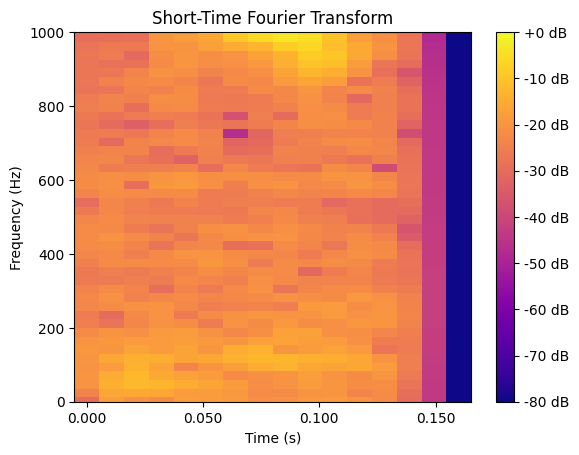 Short-Time Fourier Transform
1000
800
600
400
200
0
Frequency (Hz)
0.000
0.050
0.100
0.150
Time (s)
+0 dB
-10 dB
-20 dB
-30 dB
-40 dB
-50 dB
-60 dB
-70 dB
-80 dB